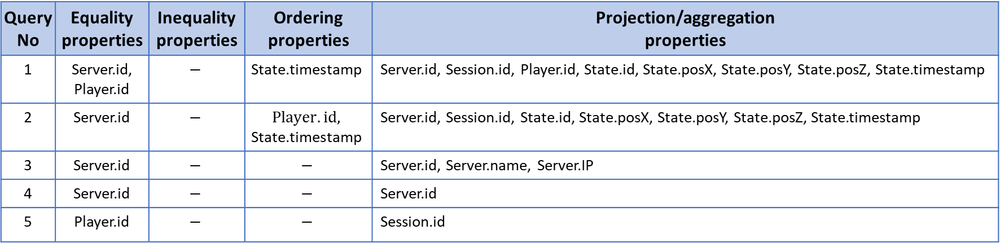 Query No | Equality properties | Inequality properties | Ordering properties | Projection/aggregation properties
1 | Server.id, Player.id | – | State.timestamp | Server.id, Session.id, Player.id, State.id, State.posX, State.posY, State.posZ, State.timestamp
2 | Server.id | – | Player. id, State.timestamp | Server.id, Session.id, State.id, State.posX, State.posY, State.posZ, State.timestamp
3 | Server.id | – | – | Server.id, Server.name, Server.IP
4 | Server.id | – | – | Server.id
5 | Player.id | – | – | Session.id